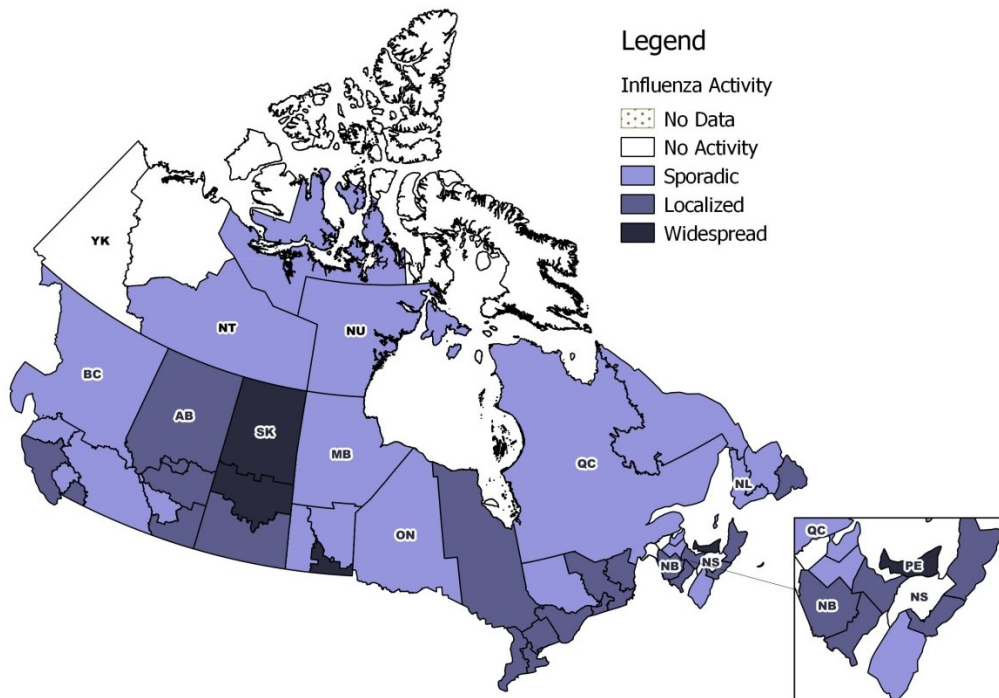 Legend
Influenza Activity
No Data
No Activity
Sporadic
Localized
Widespread
YK
NT
NU
BC
AB
SK
MB
QC
NL
ON
NB
NS
QC
PE
NS
NB